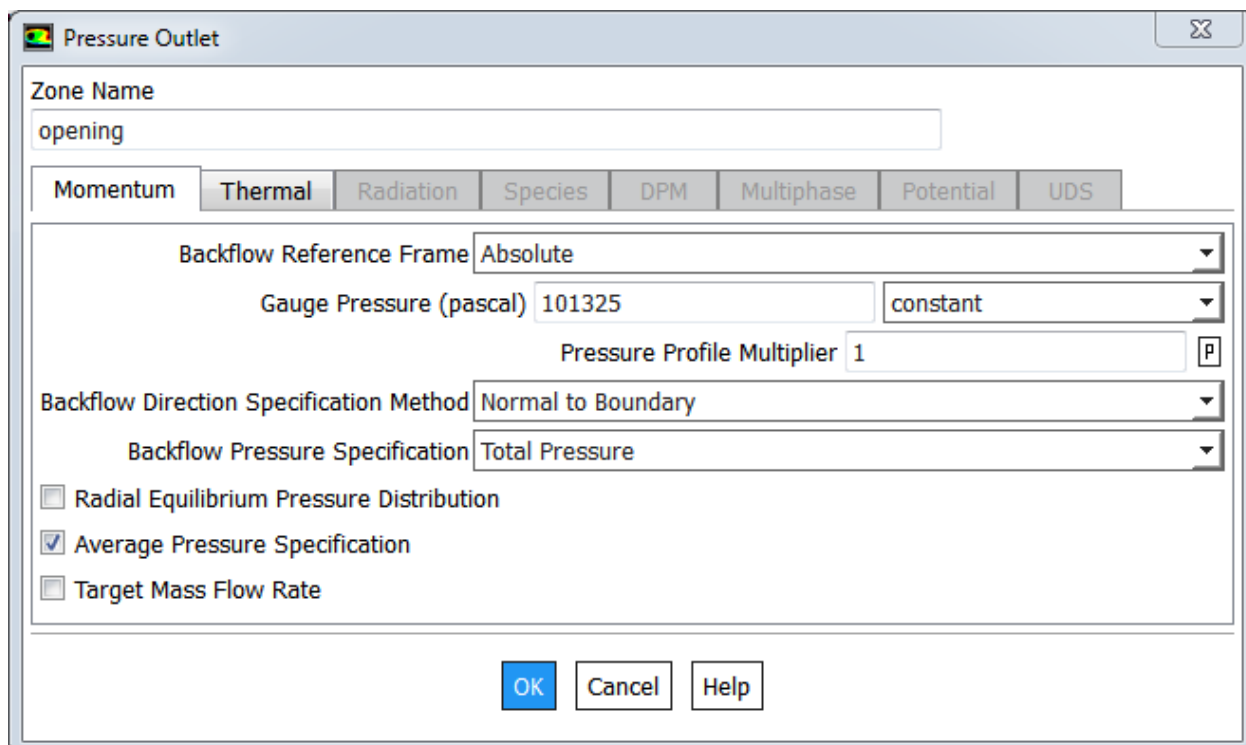 Pressure Outlet
Zone Name
opening
Momentum Thermal Radiation Species DPM Multiphase Potential UDS
Backflow Reference Frame Absolute
Gauge Pressure (pascal) 101325 constant
Pressure Profile Multiplier 1 P
Backflow Direction Specification Method Normal to Boundary
Backflow Pressure Specification Total Pressure
Radial Equilibrium Pressure Distribution
Average Pressure Specification
Target Mass Flow Rate
OK Cancel Help